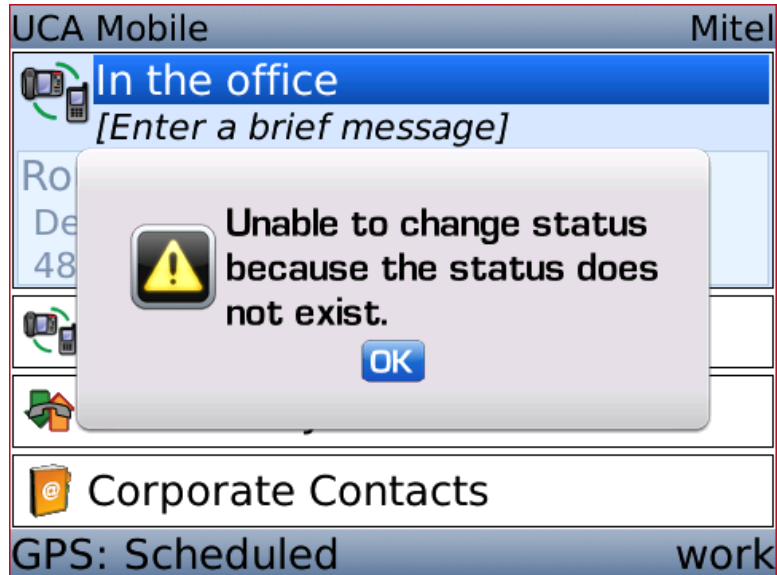 UCA Mobile Mitel
In the office
[Enter a brief message]
Unable to change status
because the status does
not exist.
OK
Corporate Contacts
GPS: Scheduled work